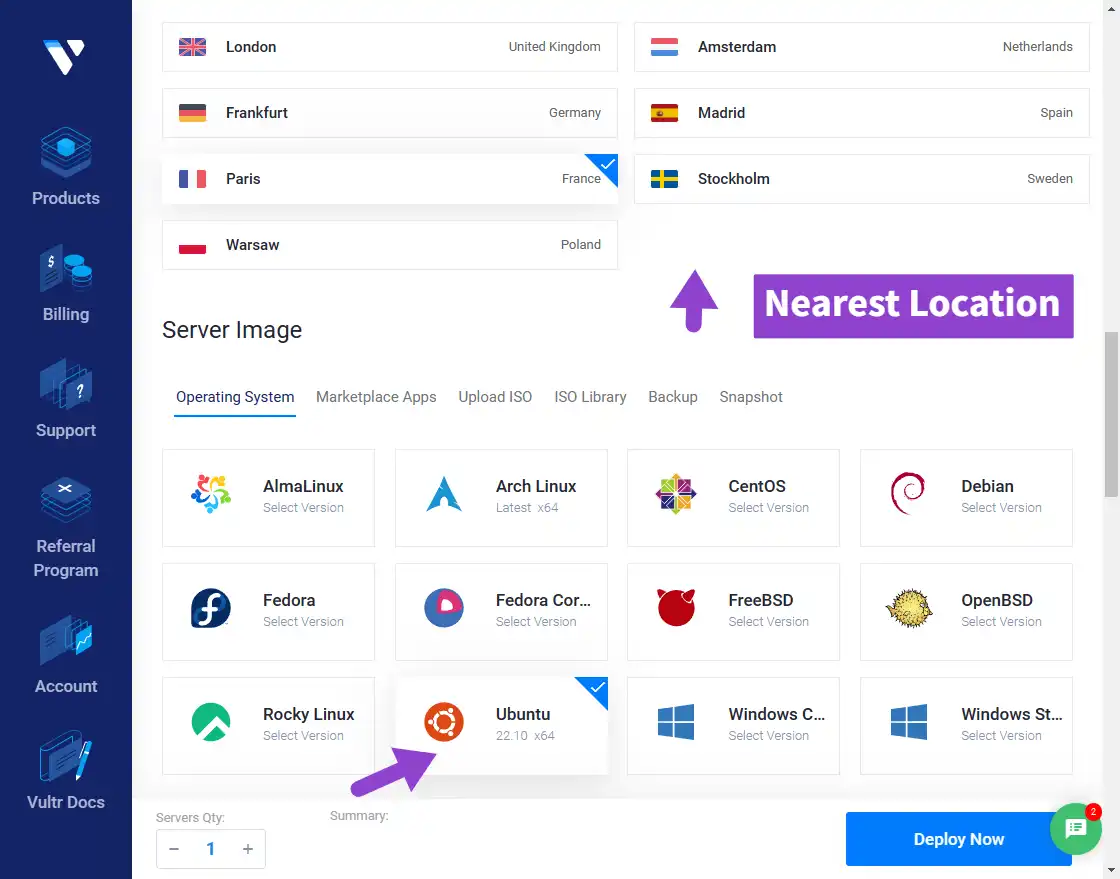 London United Kingdom
Amsterdam Netherlands
Frankfurt Germany
Madrid Spain
Paris France
Stockholm Sweden
Warsaw Poland
Nearest Location
Products
Billing
Support
Referral
Program
Account
Vultr Docs
Server Image
Operating System Marketplace Apps Upload ISO ISO Library Backup Snapshot
AlmaLinux
Select Version
Arch Linux
Latest x64
CentOS
Select Version
Debian
Select Version
Fedora
Select Version
Fedora Cor...
Select Version
FreeBSD
Select Version
OpenBSD
Select Version
Rocky Linux
Select Version
Ubuntu
22.10 x64
Windows C...
Select Version
Windows St...
Select Version
Servers Qty:
− 1 +
Summary:
Deploy Now
2